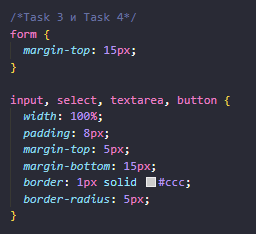 /*Task 3 и Task 4*/
form {
  margin-top: 15px;
}

input, select, textarea, button {
  width: 100%;
  padding: 8px;
  margin-top: 5px;
  margin-bottom: 15px;
  border: 1px solid #ccc;
  border-radius: 5px;
}